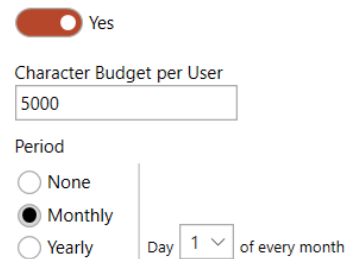 Yes
Character Budget per User
5000
Period
None
Monthly
Yearly
Day 1 of every month